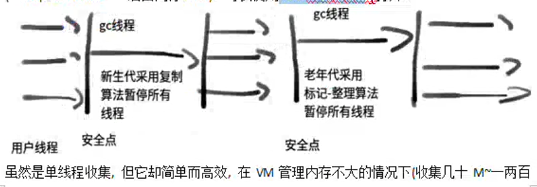 gc线程
新生代采用复制
算法暂停所有
线程
gc线程
老年代采用
标记-整理算法
暂停所有线程
用户线程
安全点
安全点
虽然是单线程收集, 但它却简单而高效, 在 VM 管理内存不大的情况下(收集几十 M~一两百